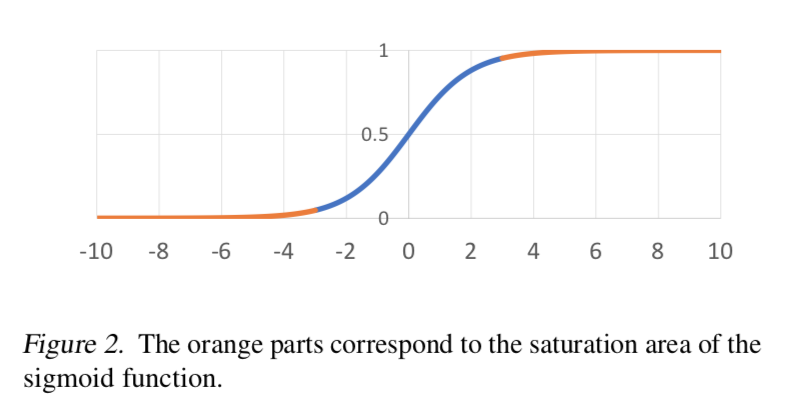 1
0.5
0
-10 -8 -6 -4 -2 0 2 4 6 8 10
Figure 2. The orange parts correspond to the saturation area of the
sigmoid function.